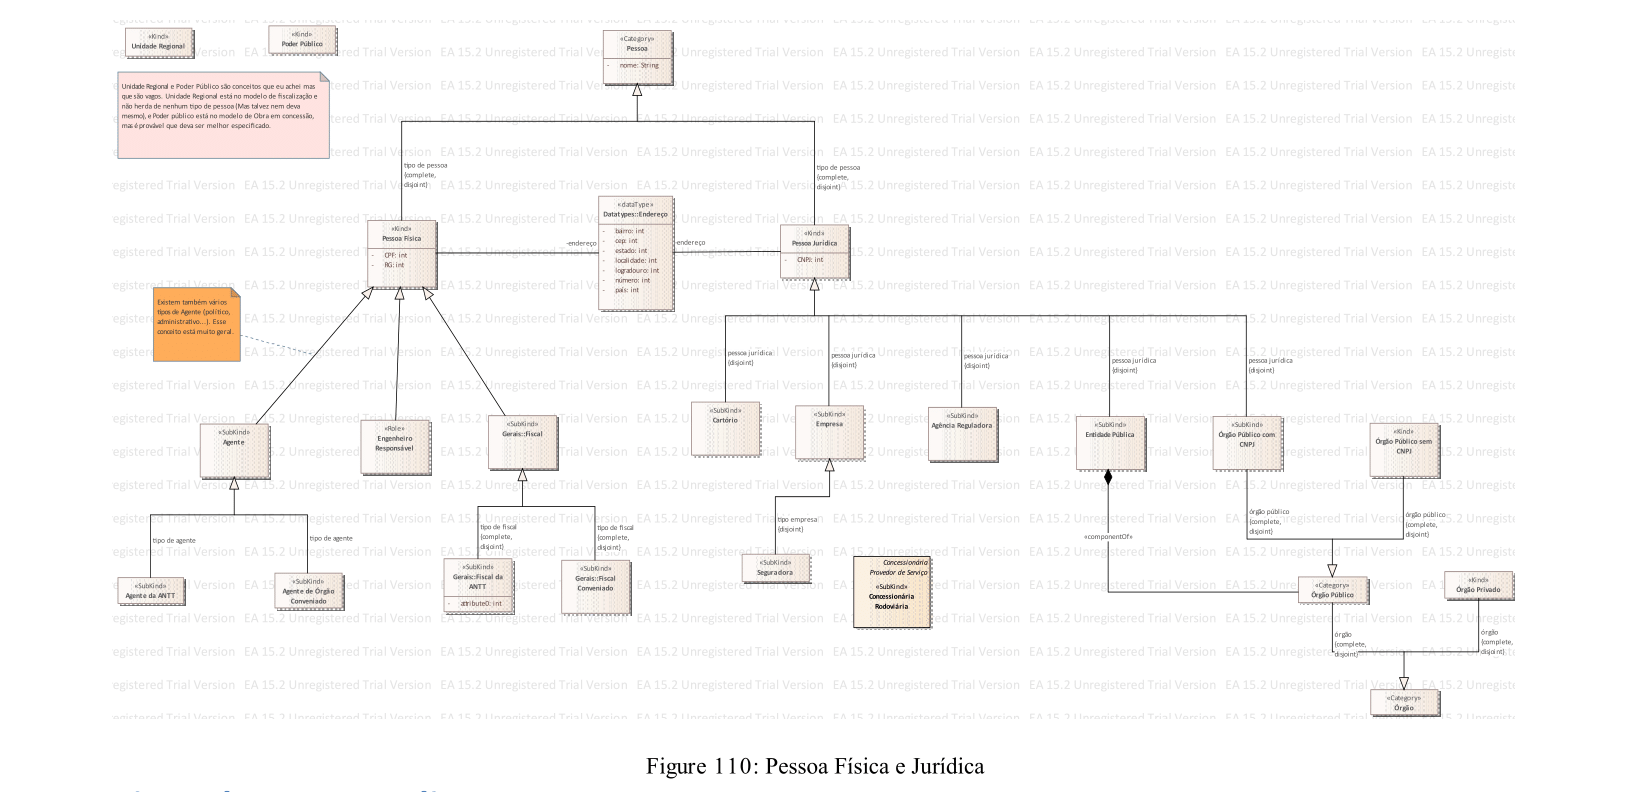 «Kind»
Unidade Regional
«Kind»
Poder Público
Unidade Regional e Poder Público são conceitos que eu achei mas
que são vagos. Unidade Regional está no modelo de fiscalização e
não herda de nenhum tipo de pessoa (Mas talvez nem deva
mesmo), e Poder público está no modelo de Obra em concessão,
mas é provável que deva ser melhor especificado.
«Category»
Pessoa
- nome: String
tipo de pessoa
{complete,
disjoint}
tipo de pessoa
{complete,
disjoint}
«Kind»
Pessoa Física
- CPF: int
- RG: int
-endereço
«dataType»
Datatypes::Endereço
- bairro: int
- cep: int
- estado: int
- localidade: int
- logradouro: int
- número: int
- país: int
-endereço
«Kind»
Pessoa Jurídica
- CNPJ: int
Existem também vários
tipos de Agente (político,
administrativo...). Esse
conceito está muito geral.
pessoa jurídica
{disjoint}
pessoa jurídica
{disjoint}
pessoa jurídica
{disjoint}
pessoa jurídica
{disjoint}
pessoa jurídica
{disjoint}
«SubKind»
Agente
«Role»
Engenheiro
Responsável
«SubKind»
Gerais::Fiscal
«SubKind»
Cartório
«SubKind»
Empresa
«SubKind»
Agência Reguladora
«SubKind»
Entidade Pública
«SubKind»
Órgão Público com
CNPJ
«Kind»
Órgão Público sem
CNPJ
tipo de agente
tipo de agente
tipo de fiscal
{complete,
disjoint}
tipo de fiscal
{complete,
disjoint}
tipo empresa
{disjoint}
«componentOf»
órgão público
{complete,
disjoint}
órgão público
{complete,
disjoint}
«SubKind»
Agente da ANTT
«SubKind»
Agente de Órgão
Conveniado
«SubKind»
Gerais::Fiscal da
ANTT
- attribute0: int
«SubKind»
Gerais::Fiscal
Conveniado
«SubKind»
Seguradora
Concessionária
Provedor de Serviço
«SubKind»
Concessionária
Rodoviária
«Category»
Órgão Público
«Kind»
Órgão Privado
órgão
{complete,
disjoint}
órgão
{complete,
disjoint}
«Category»
Órgão
EA 15.2 Unregistered Trial Version
Figure 110: Pessoa Física e Jurídica